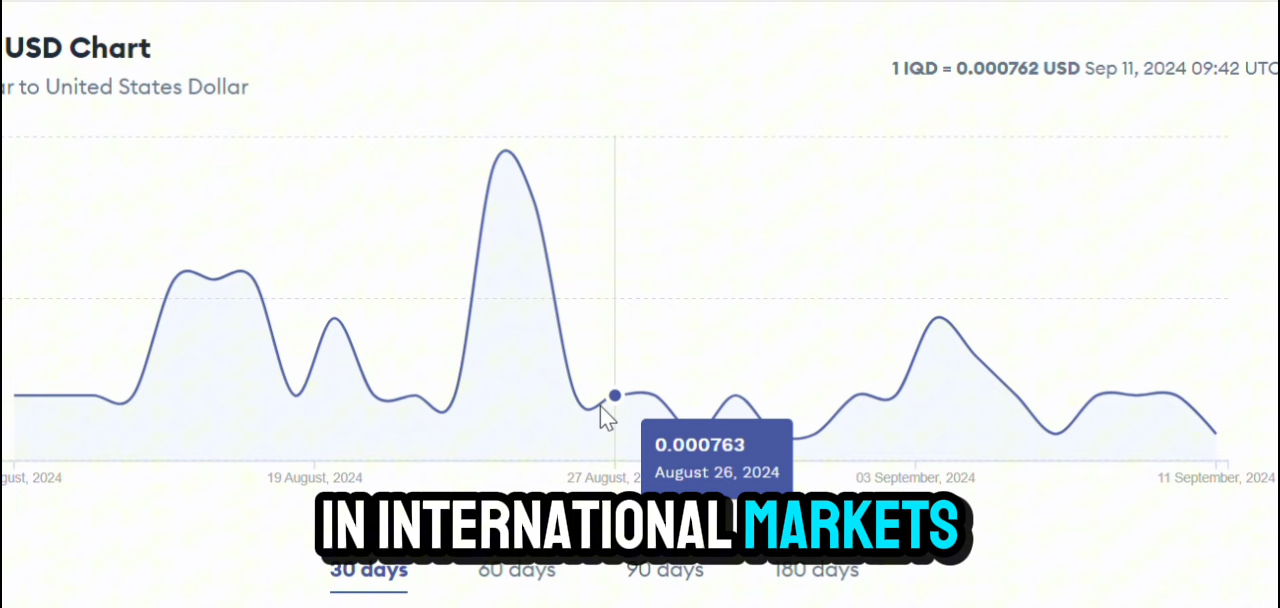 USD Chart
ar to United States Dollar
1 IQD = 0.000762 USD Sep 11, 2024 09:42 UTC
0.000763
August 26, 2024
gust, 2024
19 August, 2024
27 August, 2
03 September, 2024
11 September, 2024
IN INTERNATIONAL MARKETS
30 days
60 days
90 days
180 days